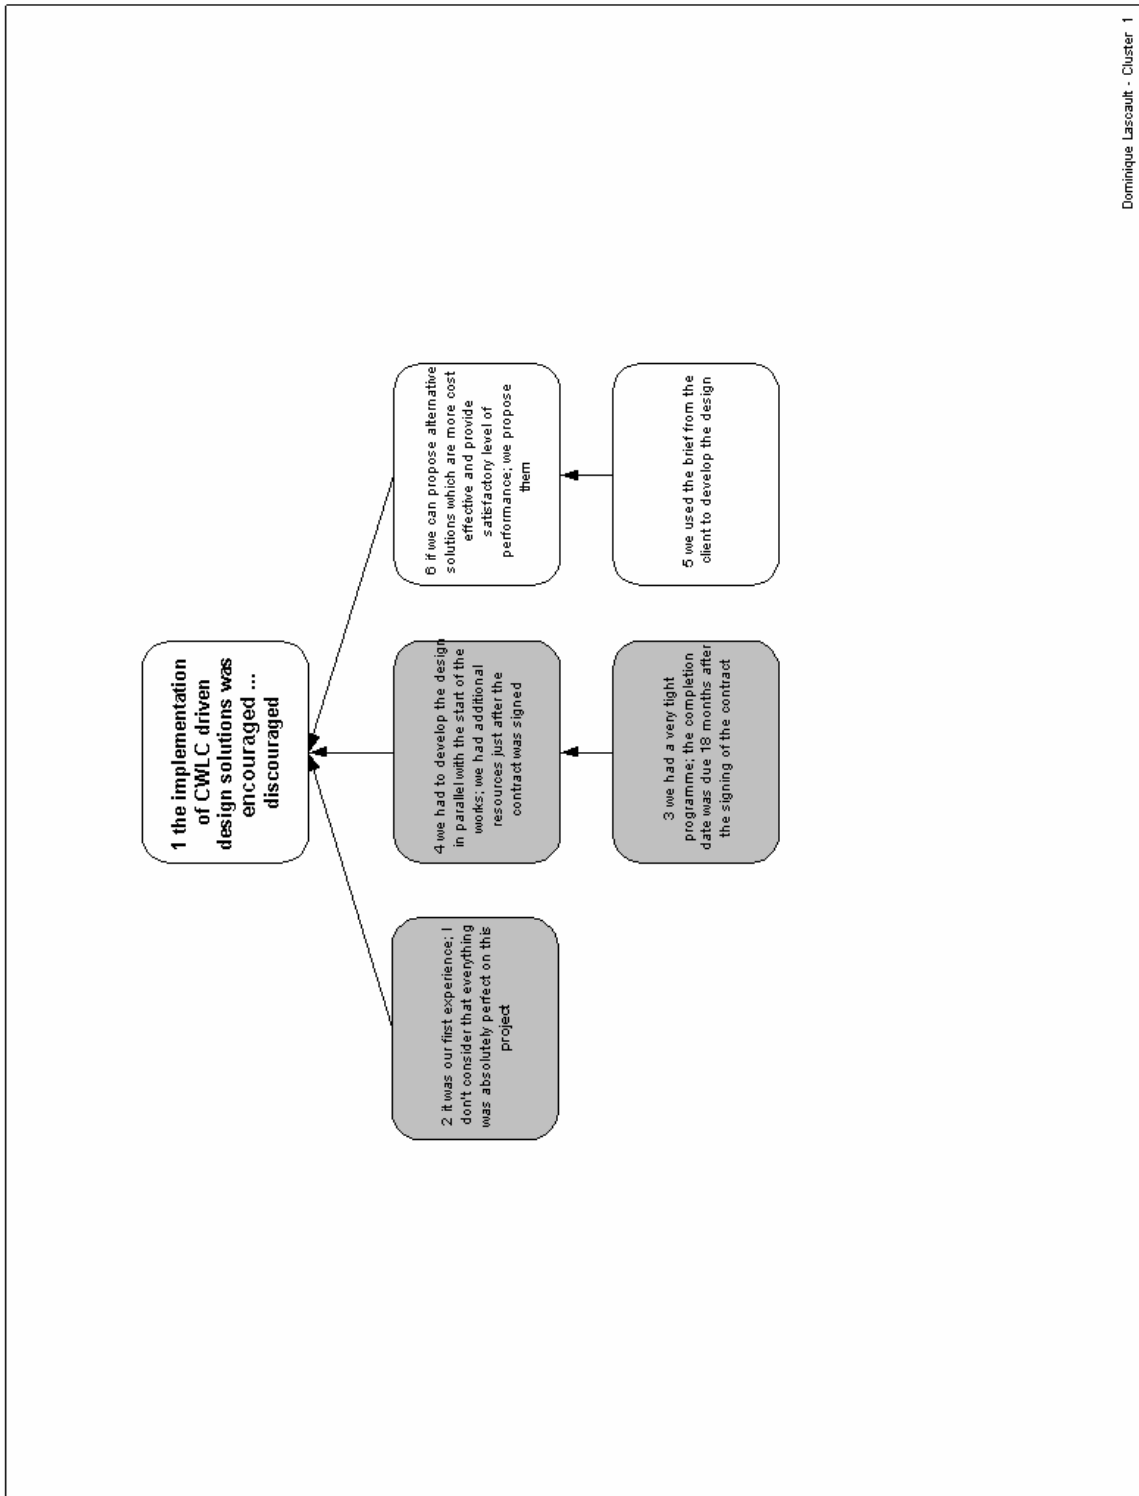 1 the implementation
of CWLC driven
design solutions was
encouraged ...
discouraged
2 it was our first experience; I
don't consider that everything
was absolutely perfect on this
project
4 we had to develop the design
in parallel with the start of the
works; we had additional
resources just after the
contract was signed
6 if we can propose alternative
solutions which are more cost
effective and provide
satisfactory level of
performance; we propose
them
3 we had a very tight
programme; the completion
date was due 18 months after
the signing of the contract
5 we used the brief from the
client to develop the design
Dominique Lascault - Cluster 1